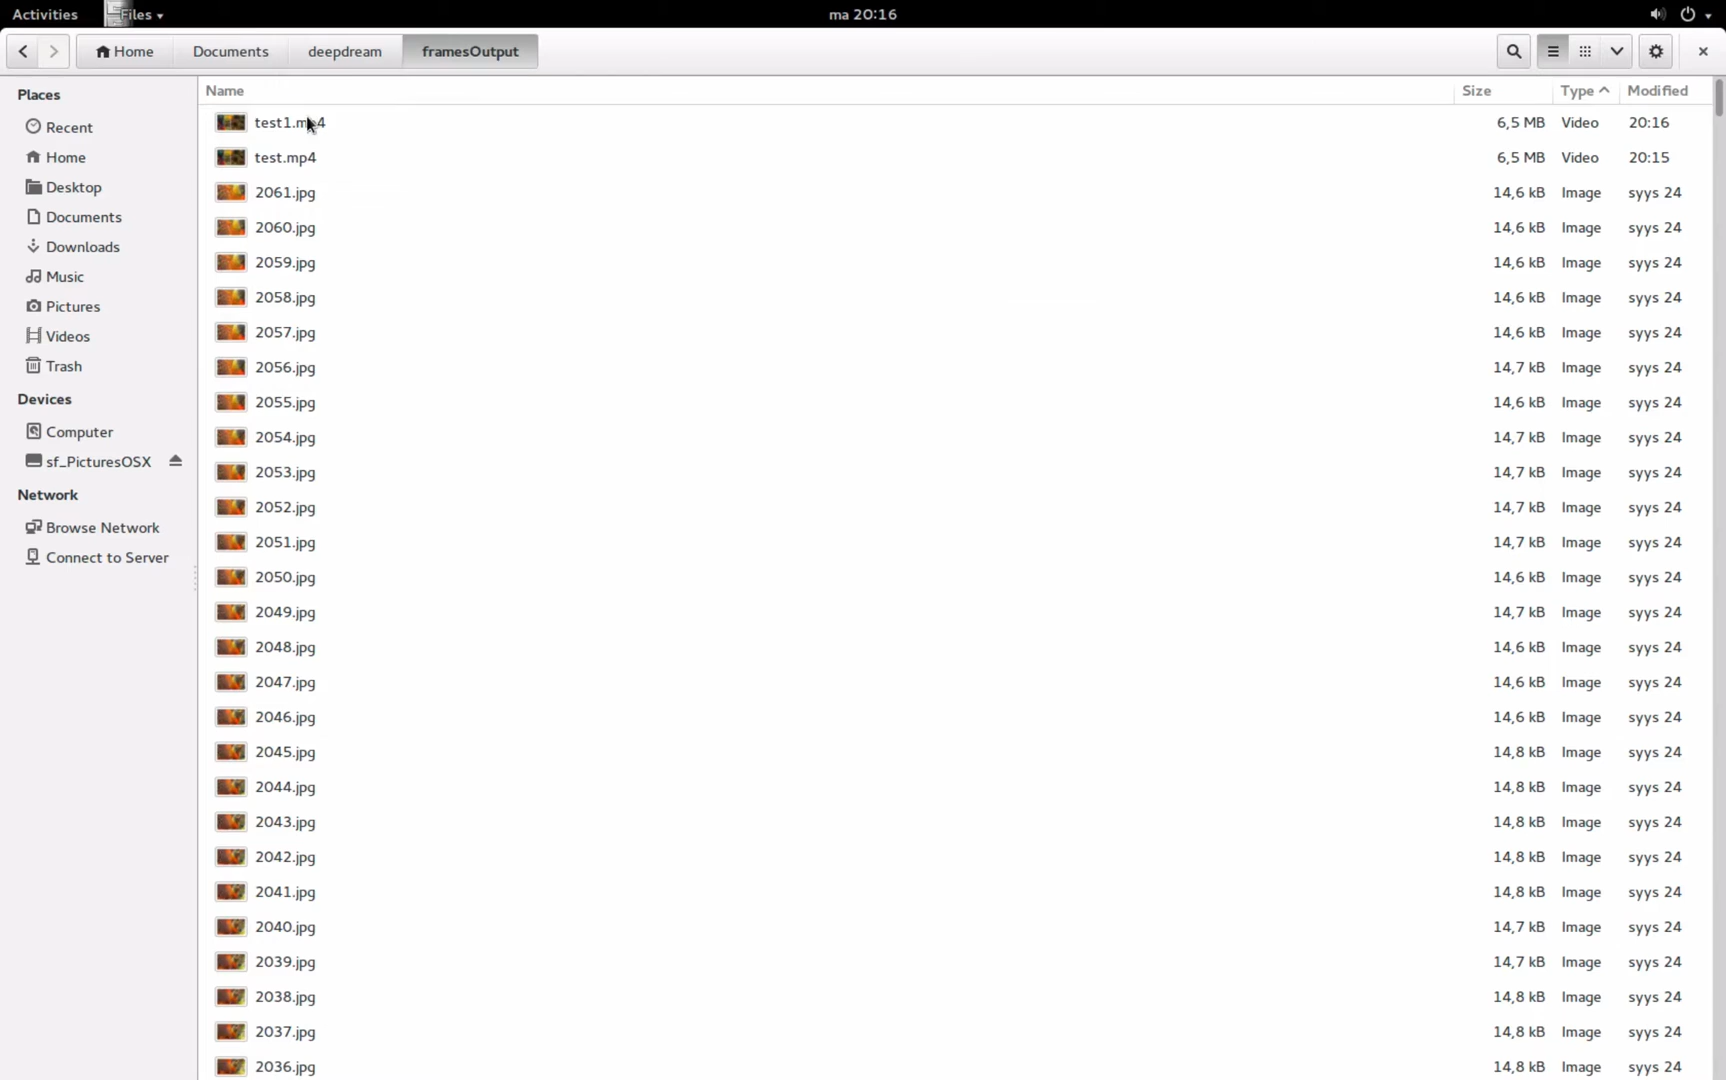 Activities Files ma 20:16
Home Documents deepdream framesOutput
Places
Recent
Home
Desktop
Documents
Downloads
Music
Pictures
Videos
Trash
Devices
Computer
sf_PicturesOSX
Network
Browse Network
Connect to Server
Name Size Type Modified
test1.mp4 6,5 MB Video 20:16
test.mp4 6,5 MB Video 20:15
2061.jpg 14,6 kB Image syys 24
2060.jpg 14,6 kB Image syys 24
2059.jpg 14,6 kB Image syys 24
2058.jpg 14,6 kB Image syys 24
2057.jpg 14,6 kB Image syys 24
2056.jpg 14,7 kB Image syys 24
2055.jpg 14,6 kB Image syys 24
2054.jpg 14,7 kB Image syys 24
2053.jpg 14,7 kB Image syys 24
2052.jpg 14,7 kB Image syys 24
2051.jpg 14,7 kB Image syys 24
2050.jpg 14,6 kB Image syys 24
2049.jpg 14,7 kB Image syys 24
2048.jpg 14,6 kB Image syys 24
2047.jpg 14,6 kB Image syys 24
2046.jpg 14,6 kB Image syys 24
2045.jpg 14,8 kB Image syys 24
2044.jpg 14,8 kB Image syys 24
2043.jpg 14,8 kB Image syys 24
2042.jpg 14,8 kB Image syys 24
2041.jpg 14,8 kB Image syys 24
2040.jpg 14,7 kB Image syys 24
2039.jpg 14,7 kB Image syys 24
2038.jpg 14,8 kB Image syys 24
2037.jpg 14,8 kB Image syys 24
2036.jpg 14,8 kB Image syys 24